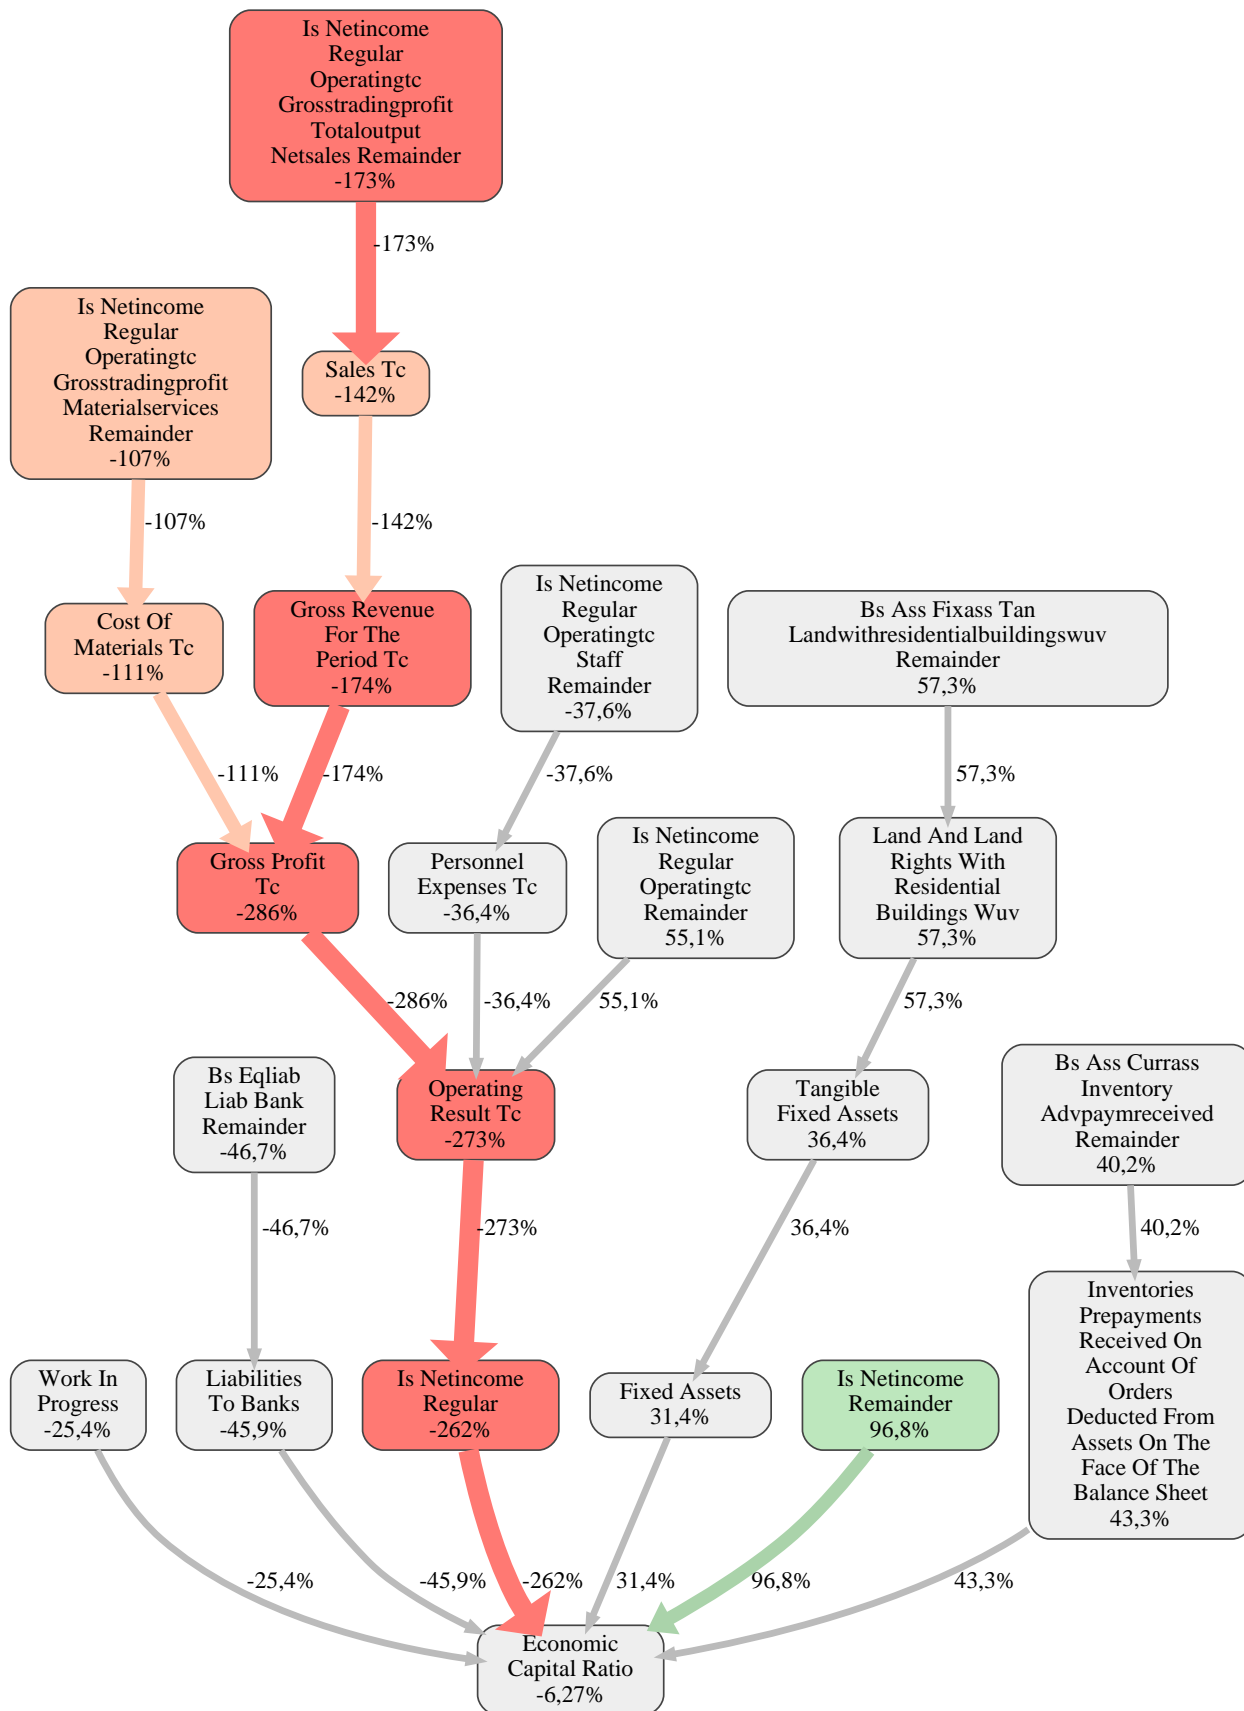 Is Netincome
Regular
Operatingtc
Grosstradingprofit
Totaloutput
Netsales Remainder
-173%
-173%
Is Netincome
Regular
Operatingtc
Grosstradingprofit
Materialservices
Remainder
-107%
Sales Tc
-142%
-107%
-142%
Cost Of
Materials Tc
-111%
Gross Revenue
For The
Period Tc
-174%
Is Netincome
Regular
Operatingtc
Staff
Remainder
-37,6%
Bs Ass Fixass Tan
Landwithresidentialbuildingswuv
Remainder
57,3%
-111%
-174%
-37,6%
57,3%
Gross Profit
Tc
-286%
Personnel
Expenses Tc
-36,4%
Is Netincome
Regular
Operatingtc
Remainder
55,1%
Land And Land
Rights With
Residential
Buildings Wuv
57,3%
-286%
-36,4%
55,1%
57,3%
Bs Eqliab
Liab Bank
Remainder
-46,7%
Operating
Result Tc
-273%
Tangible
Fixed Assets
36,4%
Bs Ass Currass
Inventory
Advpaymreceived
Remainder
40,2%
-46,7%
-273%
36,4%
40,2%
Work In
Progress
-25,4%
Liabilities
To Banks
-45,9%
Is Netincome
Regular
-262%
Fixed Assets
31,4%
Is Netincome
Remainder
96,8%
Inventories
Prepayments
Received On
Account Of
Orders
Deducted From
Assets On The
Face Of The
Balance Sheet
43,3%
-25,4%
-45,9%
-262%
31,4%
96,8%
43,3%
Economic
Capital Ratio
-6,27%